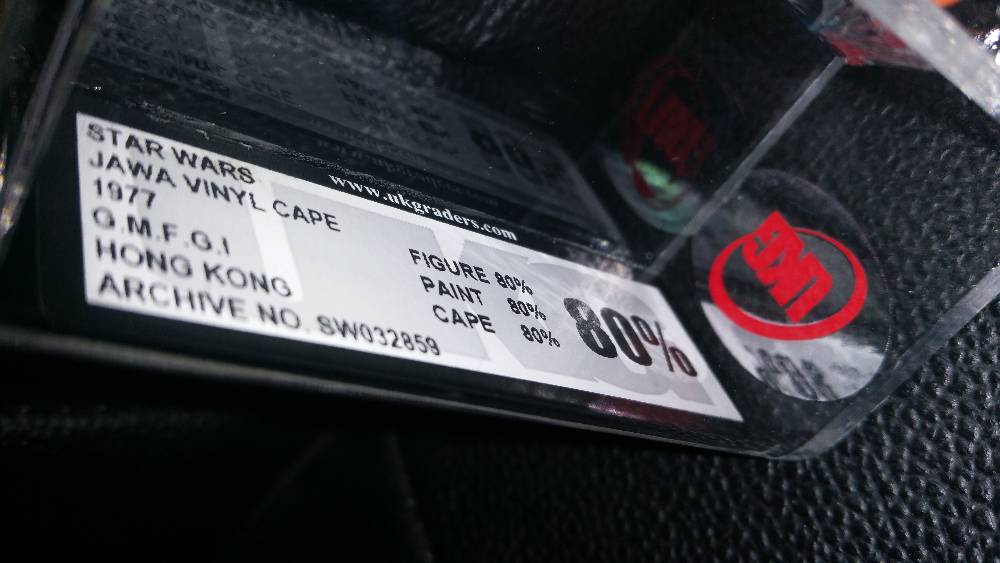 STAR WARS
JAWA VINYL CAPE
1977
G.M.F.G.I
HONG KONG
ARCHIVE NO. SW032859
www.ukgraders.com
FIGURE 80%
PAINT 80%
CAPE 80%
80%
UKG